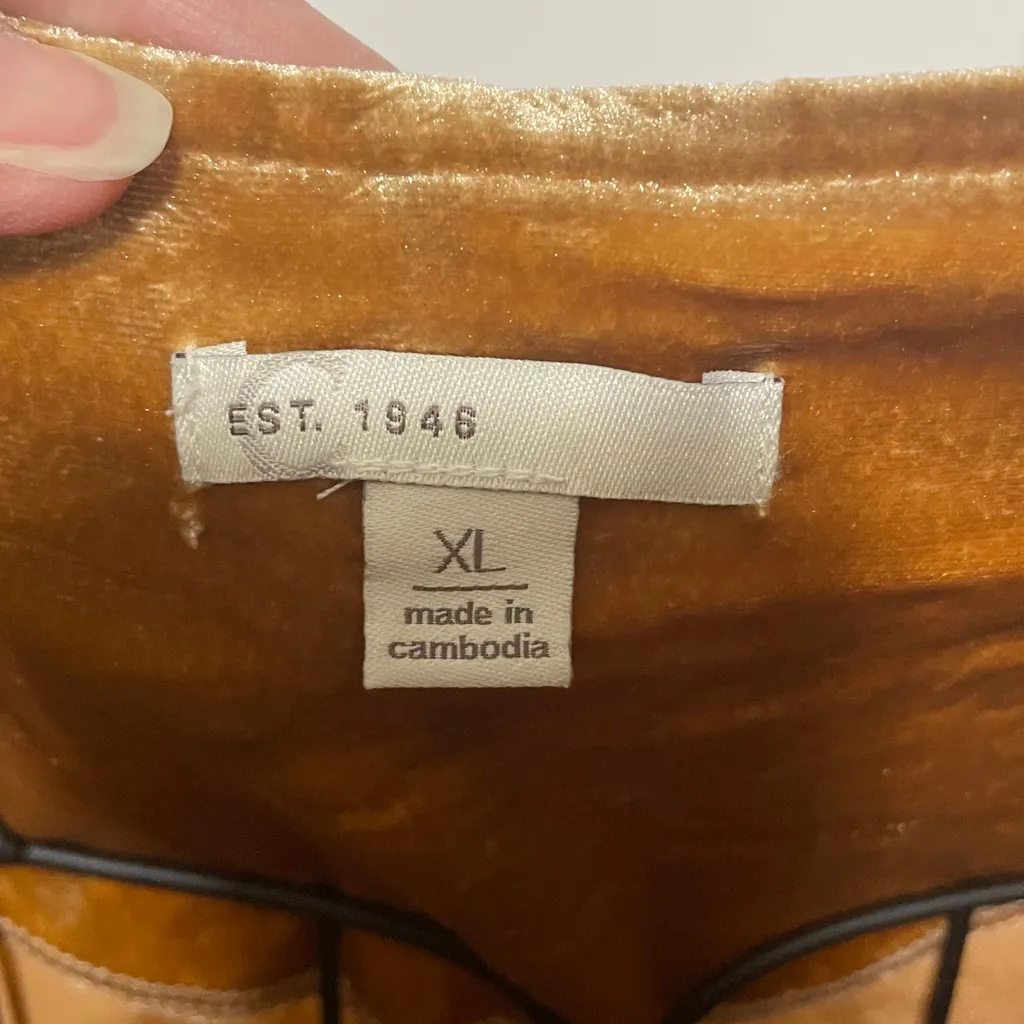 C
EST. 1946
XL
made in
cambodia